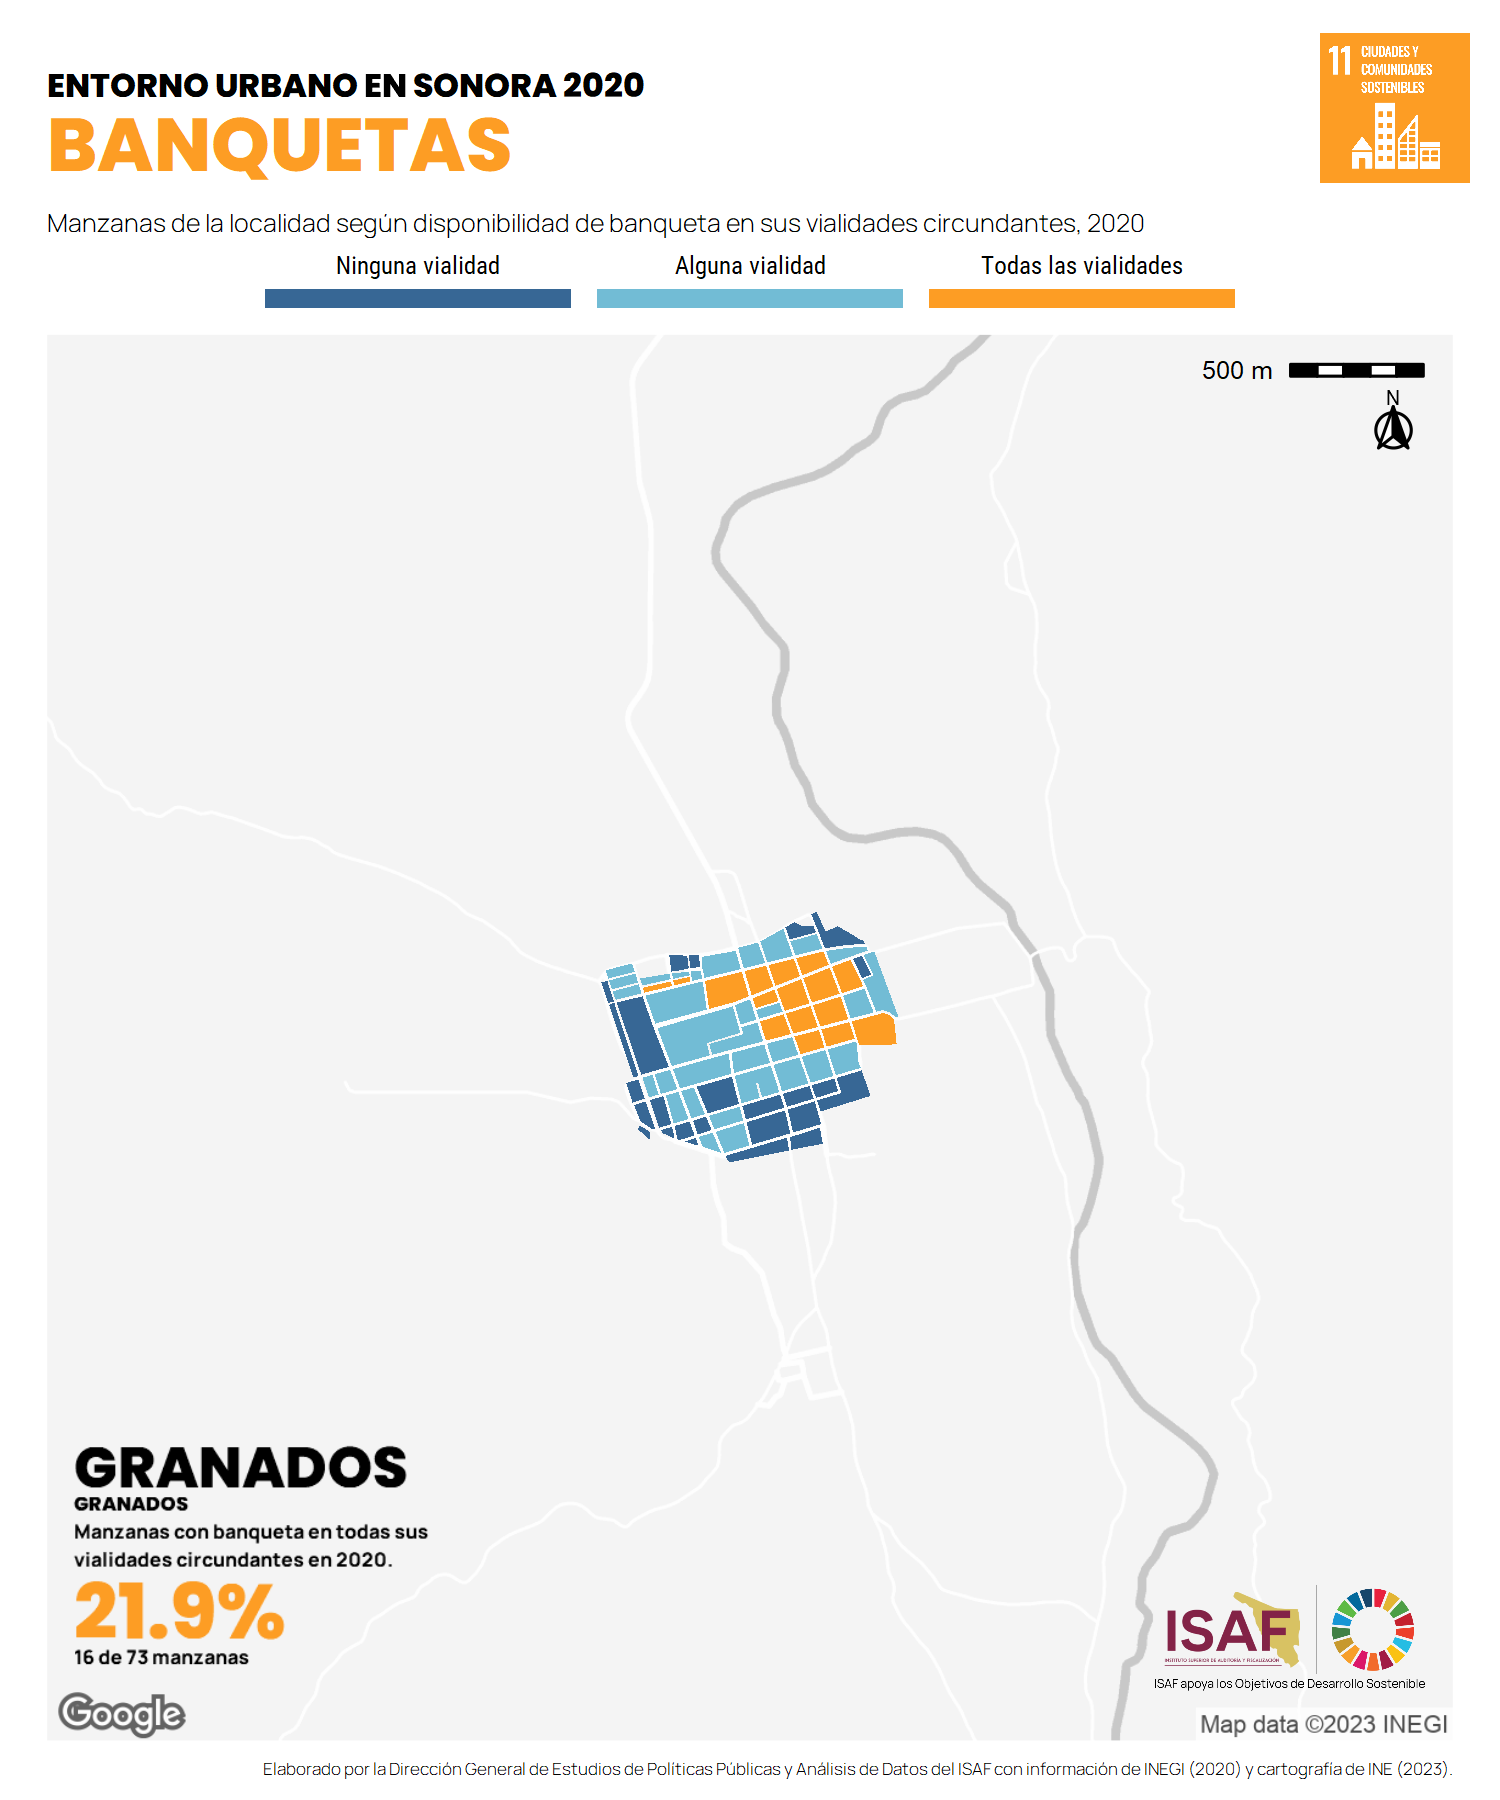 ENTORNO URBANO EN SONORA 2020
BANQUETAS
11 CIUDADES Y
COMUNIDADES
SOSTENIBLES
Manzanas de la localidad según disponibilidad de banqueta en sus vialidades circundantes, 2020
Ninguna vialidad Alguna vialidad Todas las vialidades
500 m
N
GRANADOS
GRANADOS
Manzanas con banqueta en todas sus
vialidades circundantes en 2020.
21.9%
16 de 73 manzanas
ISAF
INSTITUTO SUPERIOR DE AUDITORÍA Y FISCALIZACIÓN
ISAF apoya los Objetivos de Desarrollo Sostenible
Google
Map data ©2023 INEGI
Elaborado por la Dirección General de Estudios de Políticas Públicas y Análisis de Datos del ISAF con información de INEGI (2020) y cartografía de INE (2023).